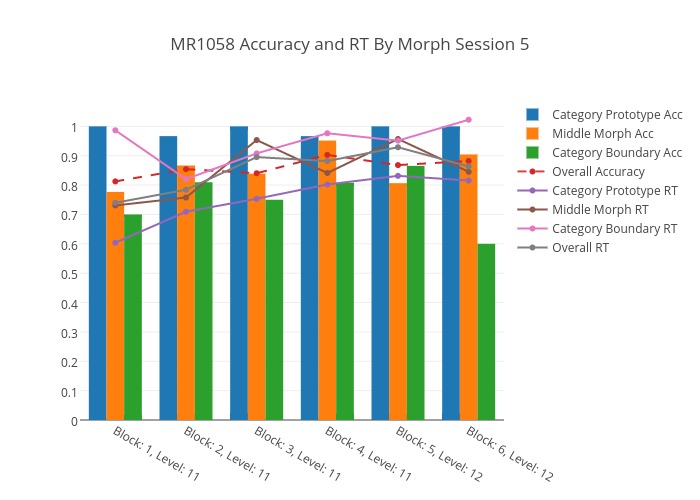 MR1058 Accuracy and RT By Morph Session 5
1
0.9
0.8
0.7
0.6
0.5
0.4
0.3
0.2
0.1
0
Block: 1, Level: 11
Block: 2, Level: 11
Block: 3, Level: 11
Block: 4, Level: 11
Block: 5, Level: 12
Block: 6, Level: 12
Category Prototype Acc
Middle Morph Acc
Category Boundary Acc
Overall Accuracy
Category Prototype RT
Middle Morph RT
Category Boundary RT
Overall RT